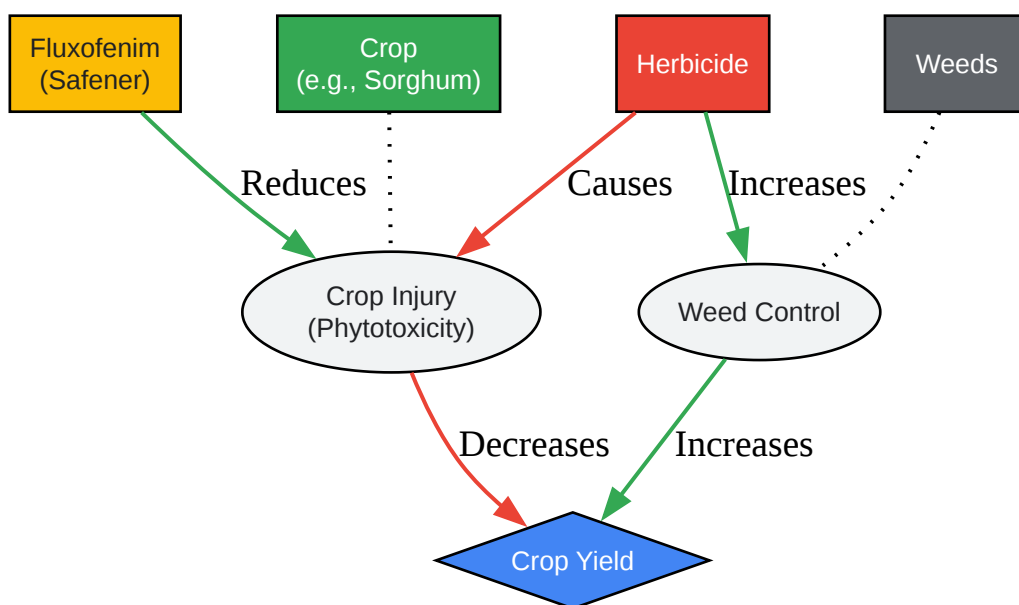 Fluxofenim
(Safener)
Crop
(e.g., Sorghum)
Herbicide
Weeds
Reduces
Causes
Increases
Crop Injury
(Phytotoxicity)
Weed Control
Decreases
Increases
Crop Yield